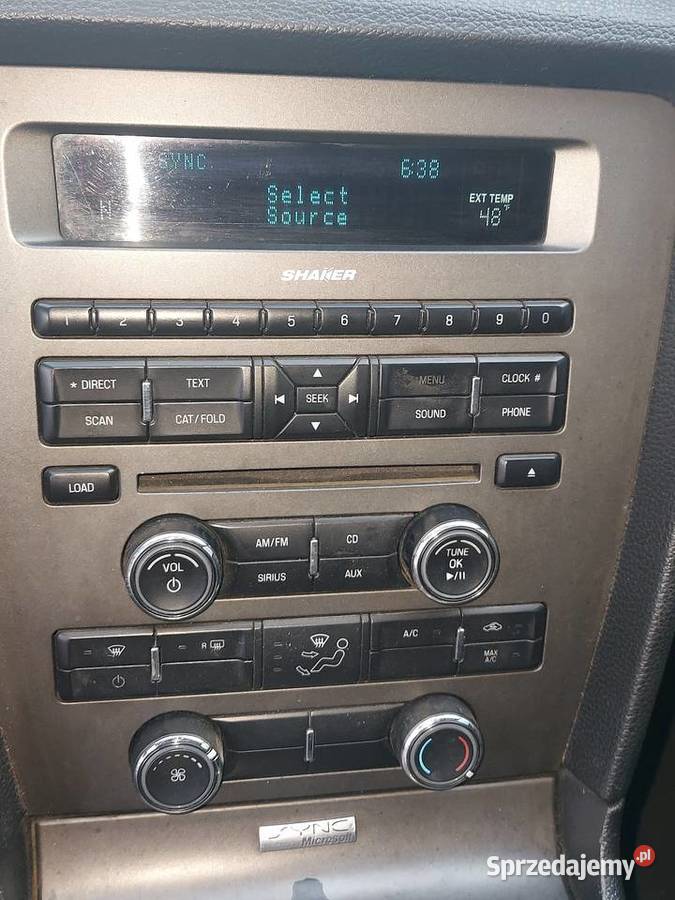 SYNC 6:38
Select
Source
EXT TEMP
48°F
SHAKER
1 2 3 4 5 6 7 8 9 0
* DIRECT TEXT MENU CLOCK #
SEEK
SCAN CAT/FOLD SOUND PHONE
LOAD
VOL AM/FM CD TUNE
OK
SIRIUS AUX
R A/C
MAX
A/C
SYNC
Microsoft
Sprzedajemy.pl